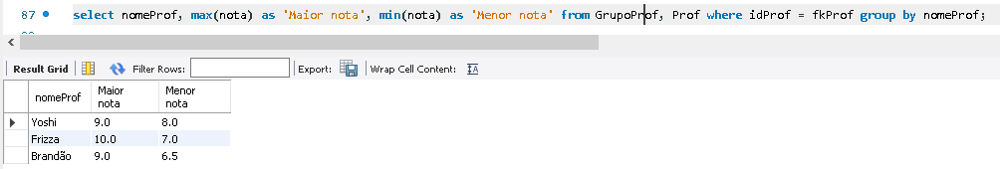 87 select nomeProf, max(nota) as 'Maior nota', min(nota) as 'Menor nota' from GrupoProf, Prof where idProf = fkProf group by nomeProf;
Result Grid Filter Rows: Export: Wrap Cell Content: IA
nomeProf Maior nota Menor nota
Yoshi 9.0 8.0
Frizza 10.0 7.0
Brandão 9.0 6.5